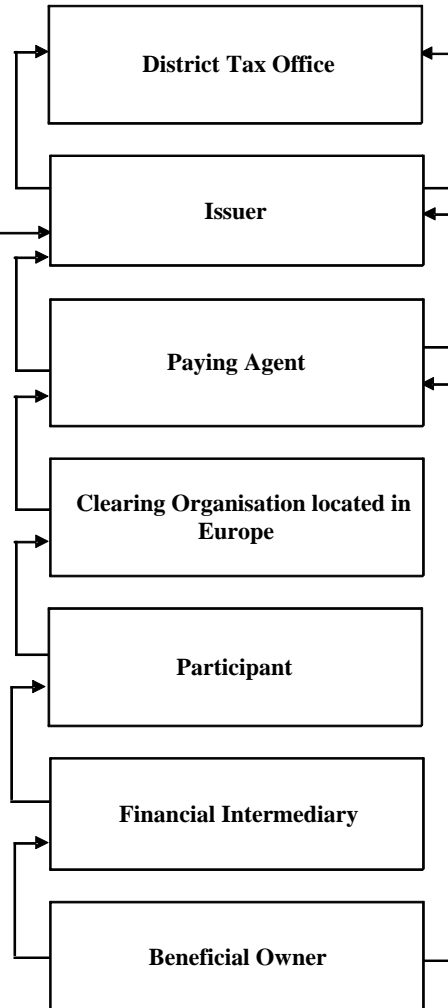 District Tax Office
Issuer
Paying Agent
Clearing Organisation located in
Europe
Participant
Financial Intermediary
Beneficial Owner